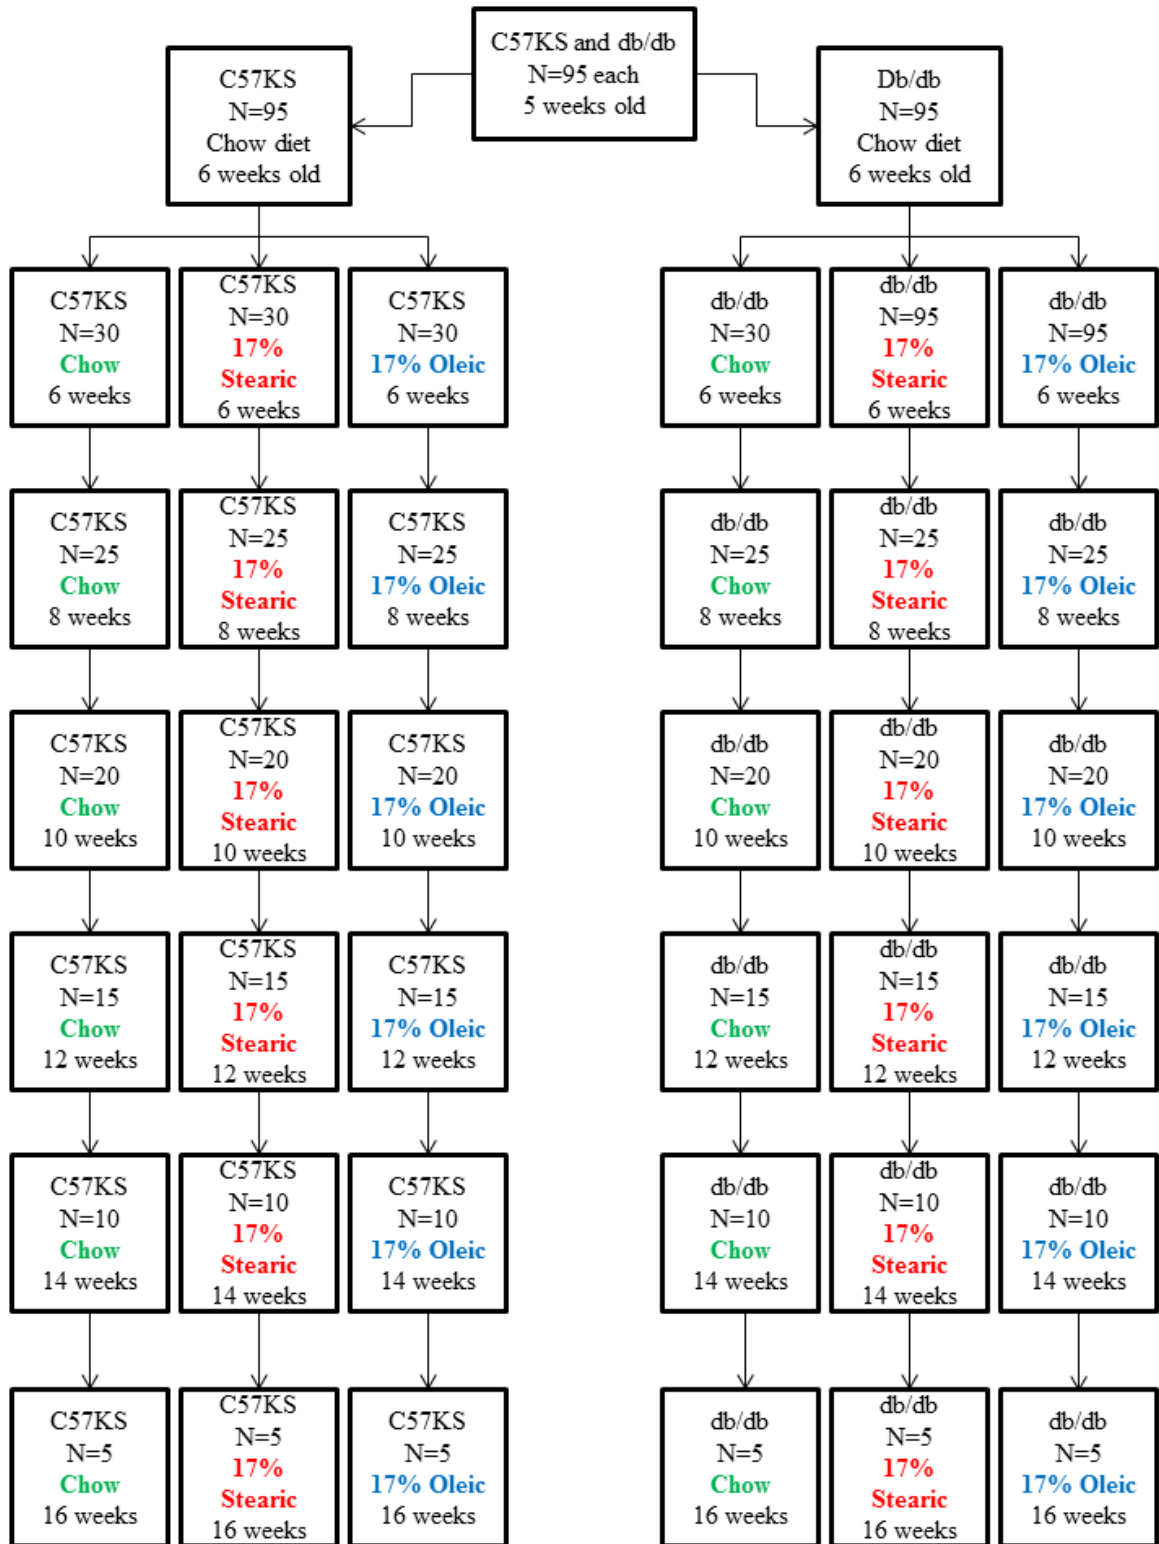 C57KS and db/db
N=95 each
5 weeks old
C57KS
N=95
Chow diet
6 weeks old
Db/db
N=95
Chow diet
6 weeks old
C57KS
N=30
Chow
6 weeks
C57KS
N=30
17%
Stearic
6 weeks
C57KS
N=30
17% Oleic
6 weeks
db/db
N=30
Chow
6 weeks
db/db
N=95
17%
Stearic
6 weeks
db/db
N=95
17% Oleic
6 weeks
C57KS
N=25
Chow
8 weeks
C57KS
N=25
17%
Stearic
8 weeks
C57KS
N=25
17% Oleic
8 weeks
db/db
N=25
Chow
8 weeks
db/db
N=25
17%
Stearic
8 weeks
db/db
N=25
17% Oleic
8 weeks
C57KS
N=20
Chow
10 weeks
C57KS
N=20
17%
Stearic
10 weeks
C57KS
N=20
17% Oleic
10 weeks
db/db
N=20
Chow
10 weeks
db/db
N=20
17%
Stearic
10 weeks
db/db
N=20
17% Oleic
10 weeks
C57KS
N=15
Chow
12 weeks
C57KS
N=15
17%
Stearic
12 weeks
C57KS
N=15
17% Oleic
12 weeks
db/db
N=15
Chow
12 weeks
db/db
N=15
17%
Stearic
12 weeks
db/db
N=15
17% Oleic
12 weeks
C57KS
N=10
Chow
14 weeks
C57KS
N=10
17%
Stearic
14 weeks
C57KS
N=10
17% Oleic
14 weeks
db/db
N=10
Chow
14 weeks
db/db
N=10
17%
Stearic
14 weeks
db/db
N=10
17% Oleic
14 weeks
C57KS
N=5
Chow
16 weeks
C57KS
N=5
17%
Stearic
16 weeks
C57KS
N=5
17% Oleic
16 weeks
db/db
N=5
Chow
16 weeks
db/db
N=5
17%
Stearic
16 weeks
db/db
N=5
17% Oleic
16 weeks